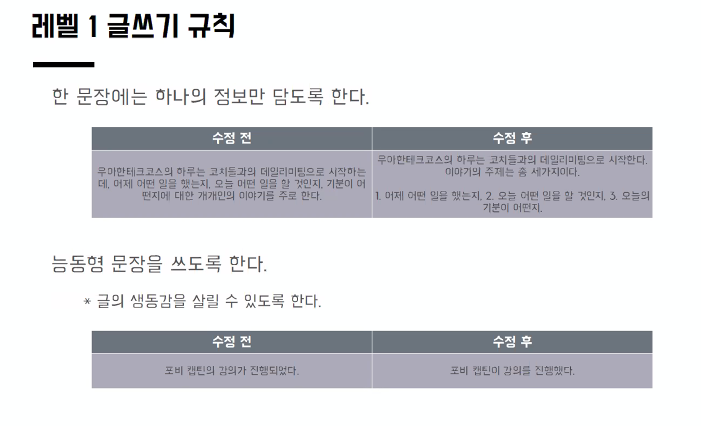 레벨 1 글쓰기 규칙
한 문장에는 하나의 정보만 담도록 한다.
수정 전
수정 후
우아한테크코스의 하루는 코치들과의 데일리미팅으로 시작하는
데, 어제 어떤 일을 했는지, 오늘 어떤 일을 할 것인지, 기분이 어
떤지에 대한 개개인의 이야기를 주로 한다.
우아한테크코스의 하루는 코치들과의 데일리미팅으로 시작한다.
이야기의 주제는 총 세가지이다.
1. 어제 어떤 일을 했는지, 2. 오늘 어떤 일을 할 것인지, 3. 오늘의
기분이 어떤지.
능동형 문장을 쓰도록 한다.
* 글의 생동감을 살릴 수 있도록 한다.
수정 전
수정 후
포비 캡틴의 강의가 진행되었다.
포비 캡틴이 강의를 진행했다.